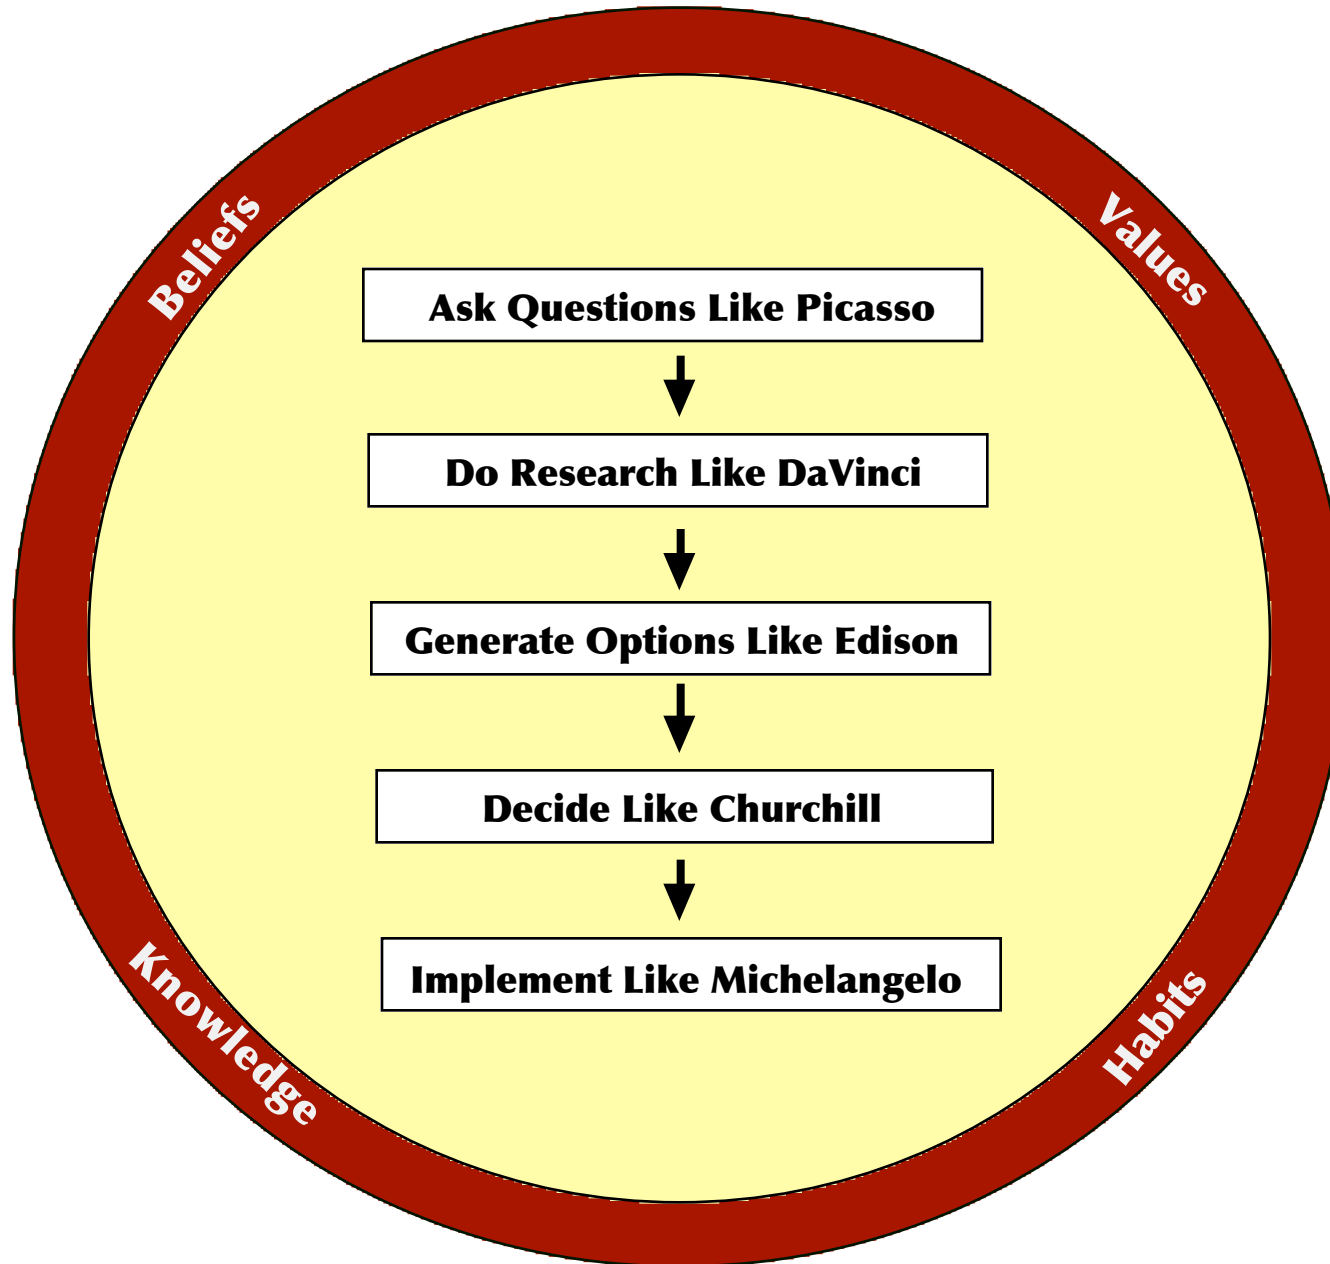 Beliefs
Values
Ask Questions Like Picasso
Do Research Like DaVinci
Generate Options Like Edison
Decide Like Churchill
Implement Like Michelangelo
Knowledge
Habits